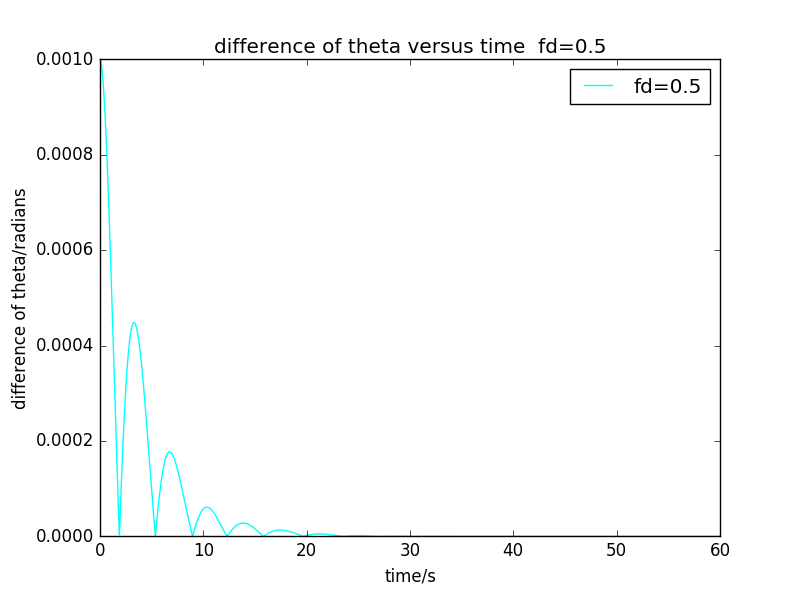 difference of theta versus time  fd=0.5
fd=0.5
0.0010
0.0008
0.0006
0.0004
0.0002
0.0000
difference of theta/radians
0 10 20 30 40 50 60
time/s